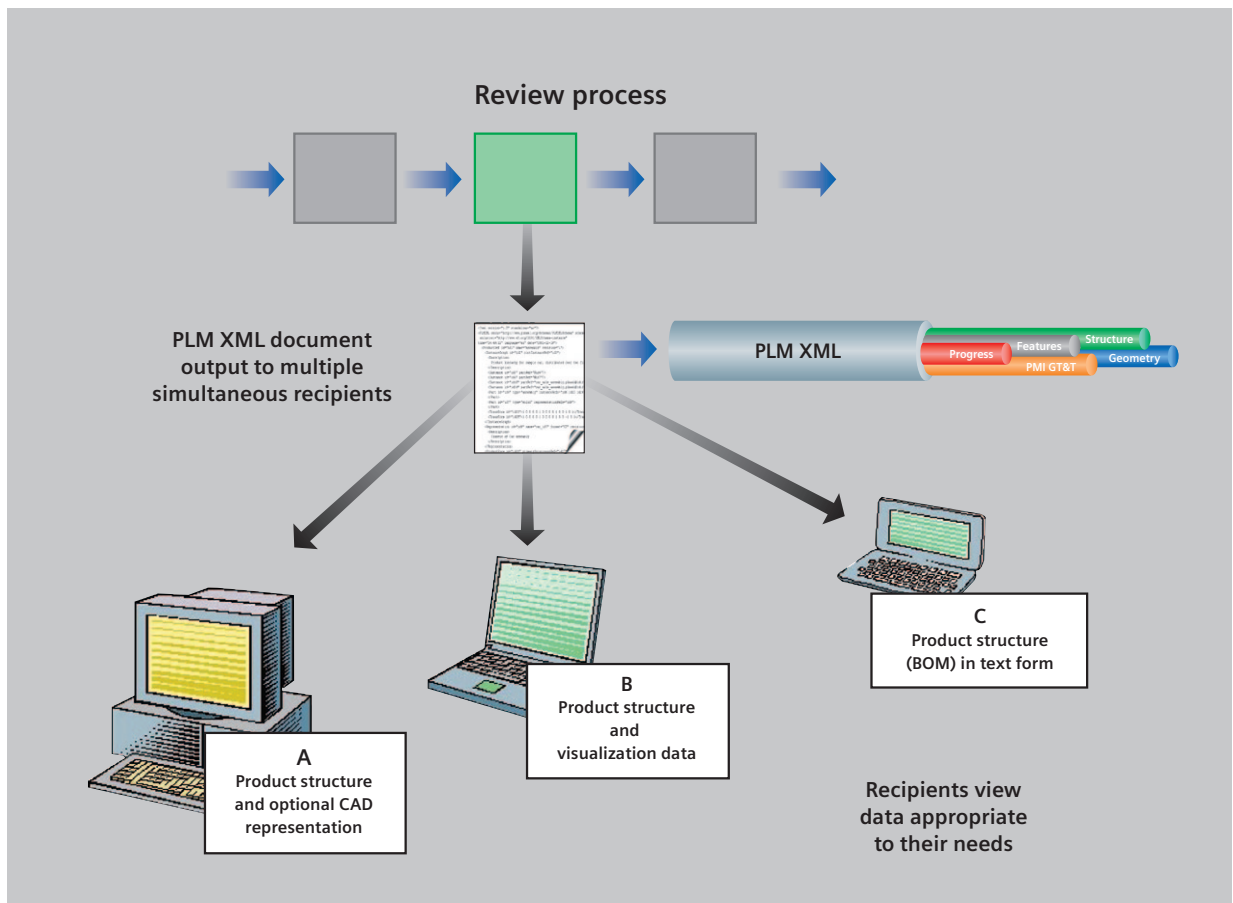 Review process
PLM XML document
output to multiple
simultaneous recipients
PLM XML
Structure
Features
Progress
Geometry
PMI GT&T
A
Product structure
and optional CAD
representation
B
Product structure
and
visualization data
C
Product structure
(BOM) in text form
Recipients view
data appropriate
to their needs